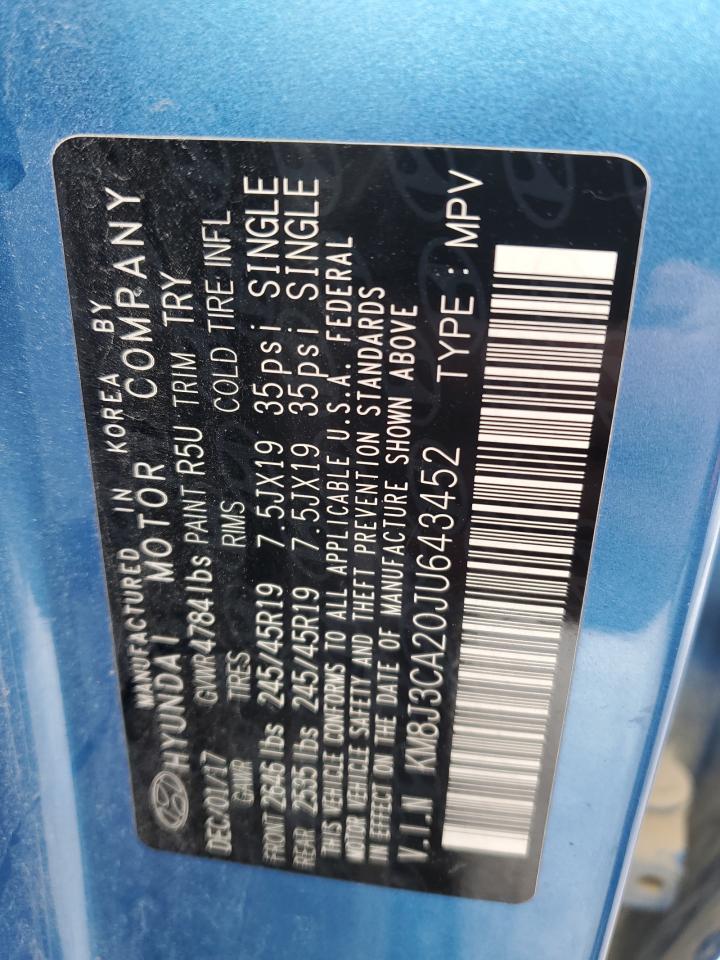 MANUFACTURED IN KOREA BY
HYUNDAI MOTOR COMPANY
DEC/01/17 GVWR 4784 lbs PAINT R5U TRIM TRY
GAWR TIRES RIMS COLD TIRE INFL
FRONT 2646 lbs 245/45R19 7.5JX19 35psi SINGLE
REAR 2535 lbs 245/45R19 7.5JX19 35psi SINGLE
THIS VEHICLE CONFORMS TO ALL APPLICABLE U.S.A. FEDERAL
MOTOR VEHICLE SAFETY AND THEFT PREVENTION STANDARDS
IN EFFECT ON THE DATE OF MANUFACTURE SHOWN ABOVE
V.I.N KM8J3CA20JU643452 TYPE : MPV